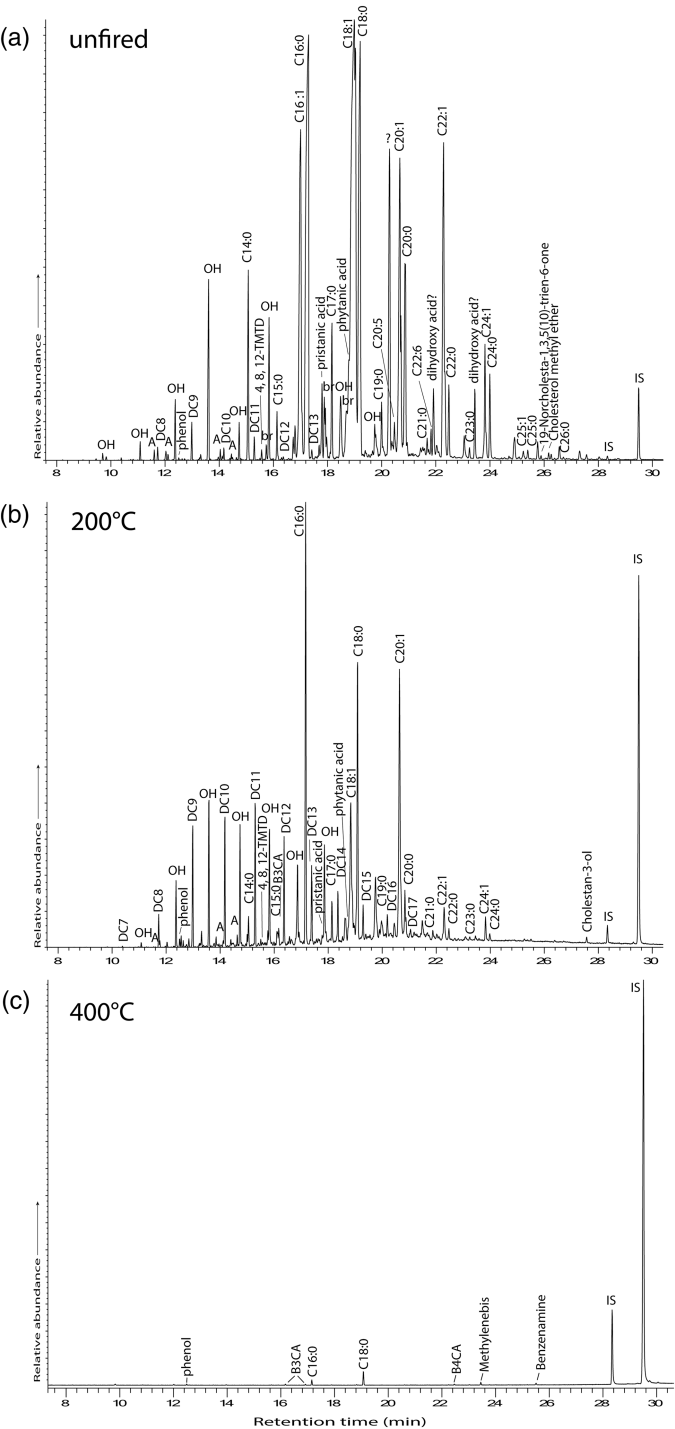 (a) unfired
Relative abundance
OH
OH
A
DC8
A
OH
phenol
DC9
OH
A
DC10
A
OH
C14:0
DC11
4, 8, 12-TMTD
br
OH
C15:0
DC12
C16 :1
C16:0
DC13
pristanic acid
br
C17:0
OH
br
phytanic acid
C18:1
C18:0
OH
C19:0
C20:5
?
C20:1
C20:0
C21:0
C22:6
dihydroxy acid?
C22:1
C22:0
C23:0
dihydroxy acid?
C24:1
C24:0
C25:1
C25:0
19-Norcholesta-1,3,5(10)-trien-6-one
Cholesterol methyl ether
C26:0
IS
IS
8 10 12 14 16 18 20 22 24 26 28 30
(b) 200°C
Relative abundance
DC7
OH
A
DC8
OH
phenol
DC9
OH
A
DC10
A
OH
C14:0
DC11
4, 8, 12-TMTD
OH
C15:0
B3CA
DC12
OH
C16:0
DC13
pristanic acid
OH
C17:0
DC14
phytanic acid
C18:1
C18:0
DC15
C19:0
DC16
C20:1
C20:0
DC17
C21:0
C22:1
C22:0
C23:0
C24:1
C24:0
Cholestan-3-ol
IS
IS
8 10 12 14 16 18 20 22 24 26 28 30
(c) 400°C
Relative abundance
phenol
B3CA
C16:0
C18:0
B4CA
Methylenebis
Benzenamine
IS
IS
8 10 12 14 16 18 20 22 24 26 28 30
Retention time (min)